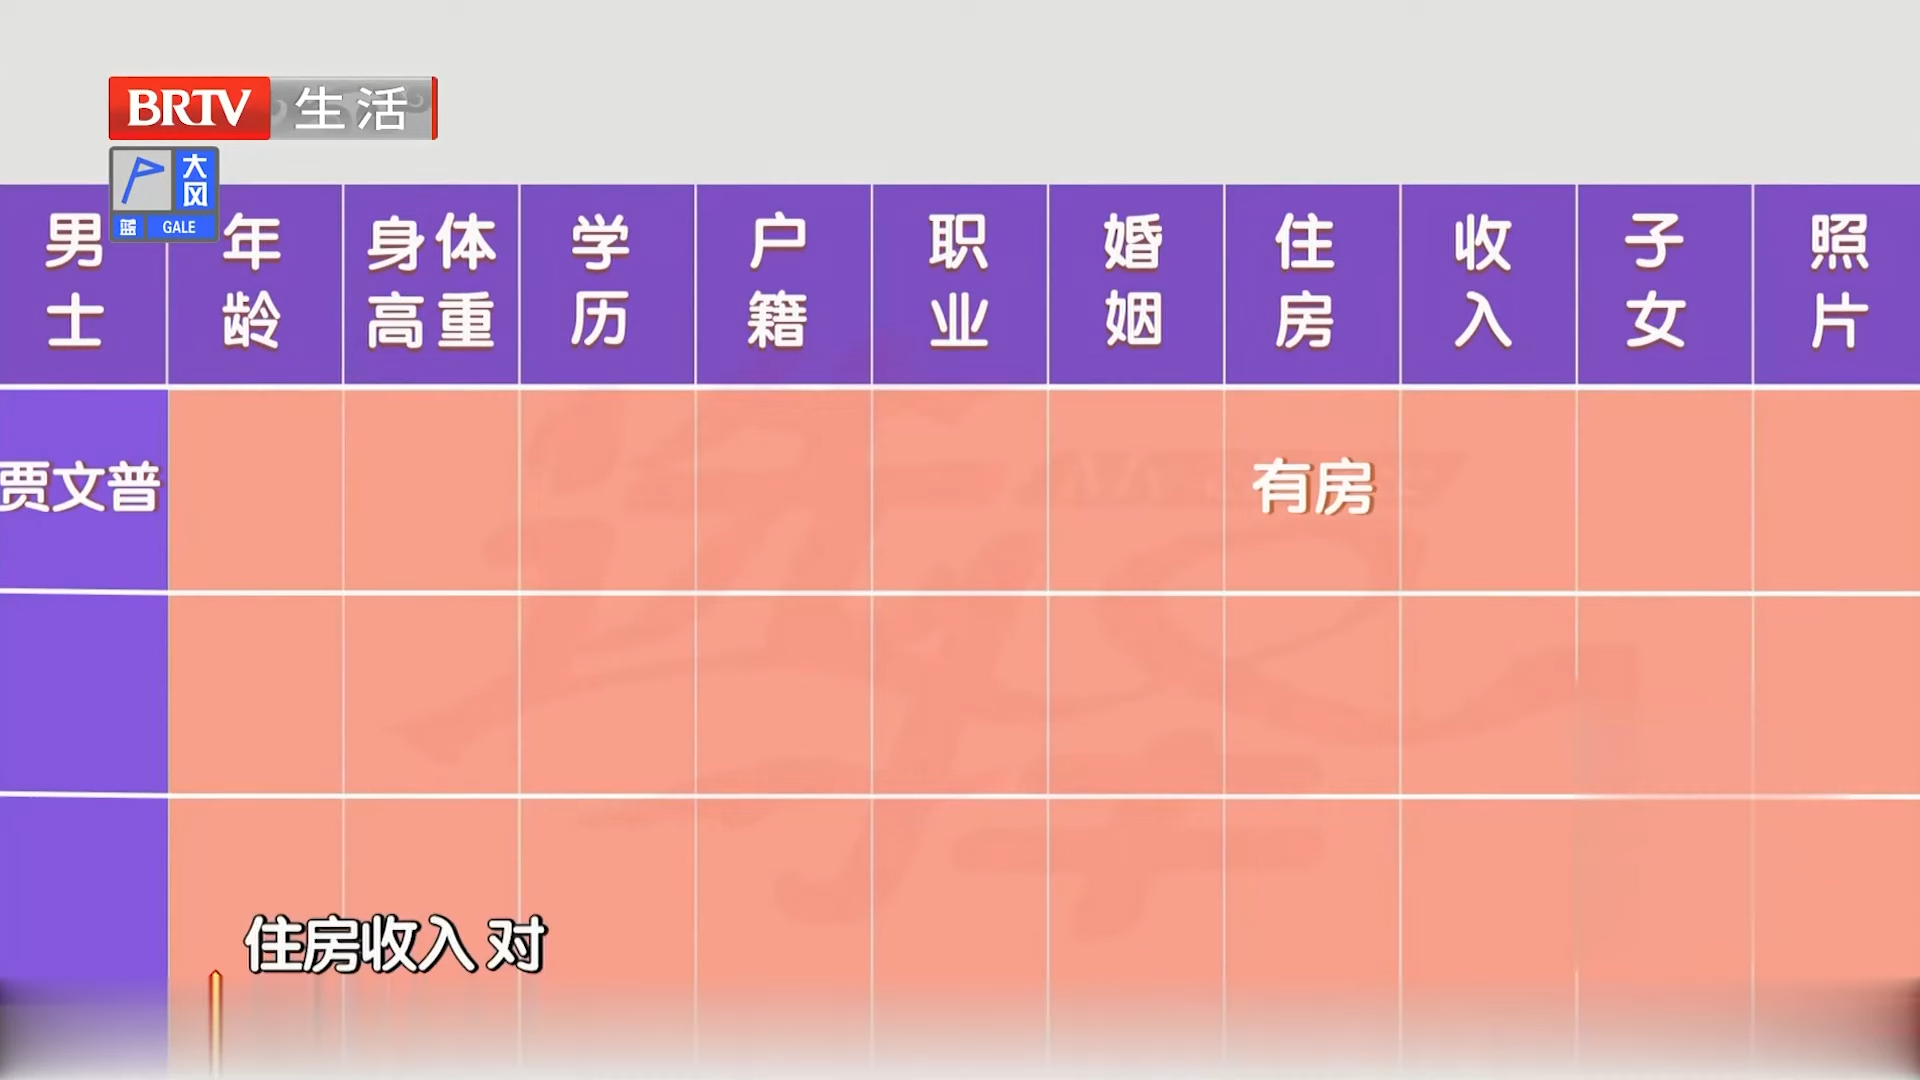 BRTV 生活
大风
蓝 GALE
男士 年龄 身体高重 学历 户籍 职业 婚姻 住房 收入 子女 照片
贾文普 有房
住房收入 对